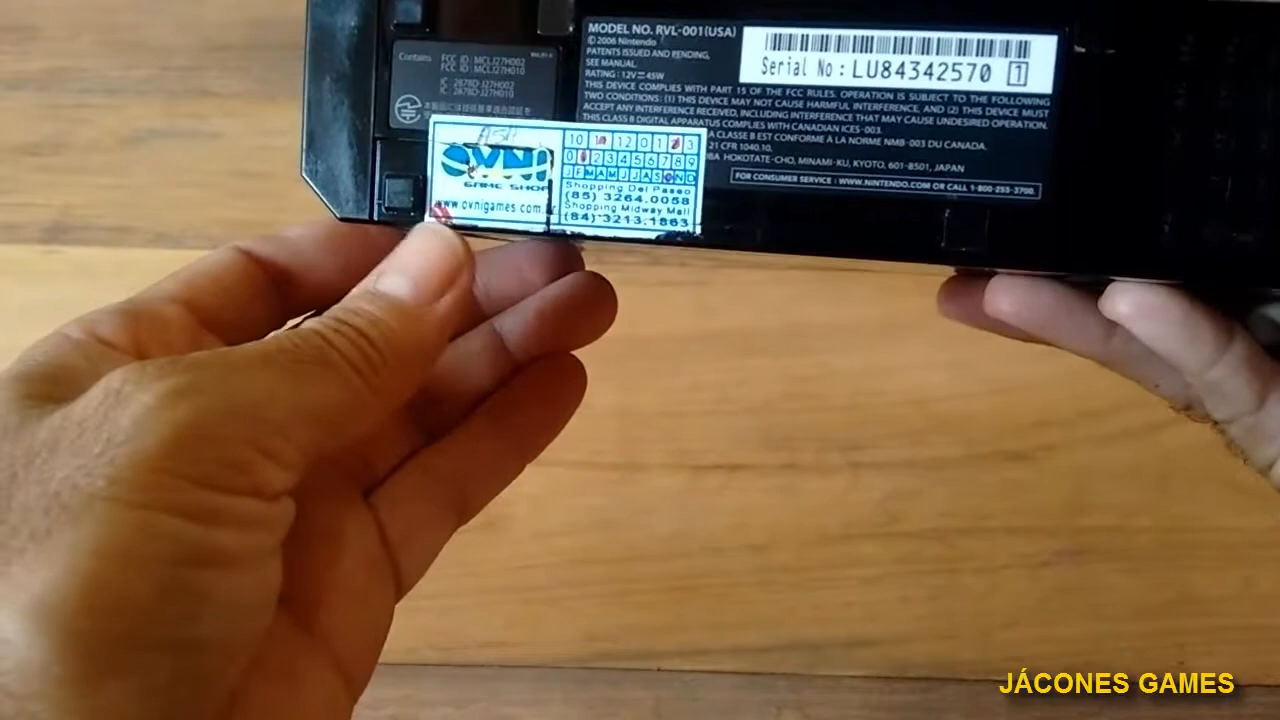 MODEL NO. RVL-001(USA)
© 2006 Nintendo
PATENTS ISSUED AND PENDING,
SEE MANUAL.
RATING : 12V 45W
Serial No: LU84342570 1
THIS DEVICE COMPLIES WITH PART 15 OF THE FCC RULES. OPERATION IS SUBJECT TO THE FOLLOWING
TWO CONDITIONS: (1) THIS DEVICE MAY NOT CAUSE HARMFUL INTERFERENCE, AND (2) THIS DEVICE MUST
ACCEPT ANY INTERFERENCE RECEIVED, INCLUDING INTERFERENCE THAT MAY CAUSE UNDESIRED OPERATION.
THIS CLASS B DIGITAL APPARATUS COMPLIES WITH CANADIAN ICES-003.
A CLASSE B EST CONFORME À LA NORME NMB-003 DU CANADA.
21 CFR 1040.10.
HOKOTATE-CHO, MINAMI-KU, KYOTO, 601-8501, JAPAN
FOR CONSUMER SERVICE : WWW.NINTENDO.COM OR CALL 1-800-255-3700.
Contains FCC ID : MCLJ27H002
FCC ID : MCLJ27H010
IC : 2878D-J27H002
IC : 2878D-J27H010
OVNI
GAME SHOP
www.ovnigames.com
10 12 0 1 3
0 2 3 4 5 6 7 8 9
J F M A M J J A S N D
Shopping Del Paseo
(85) 3264.0058
Shopping Midway Mall
(84) 3213.1863
JÁCONES GAMES